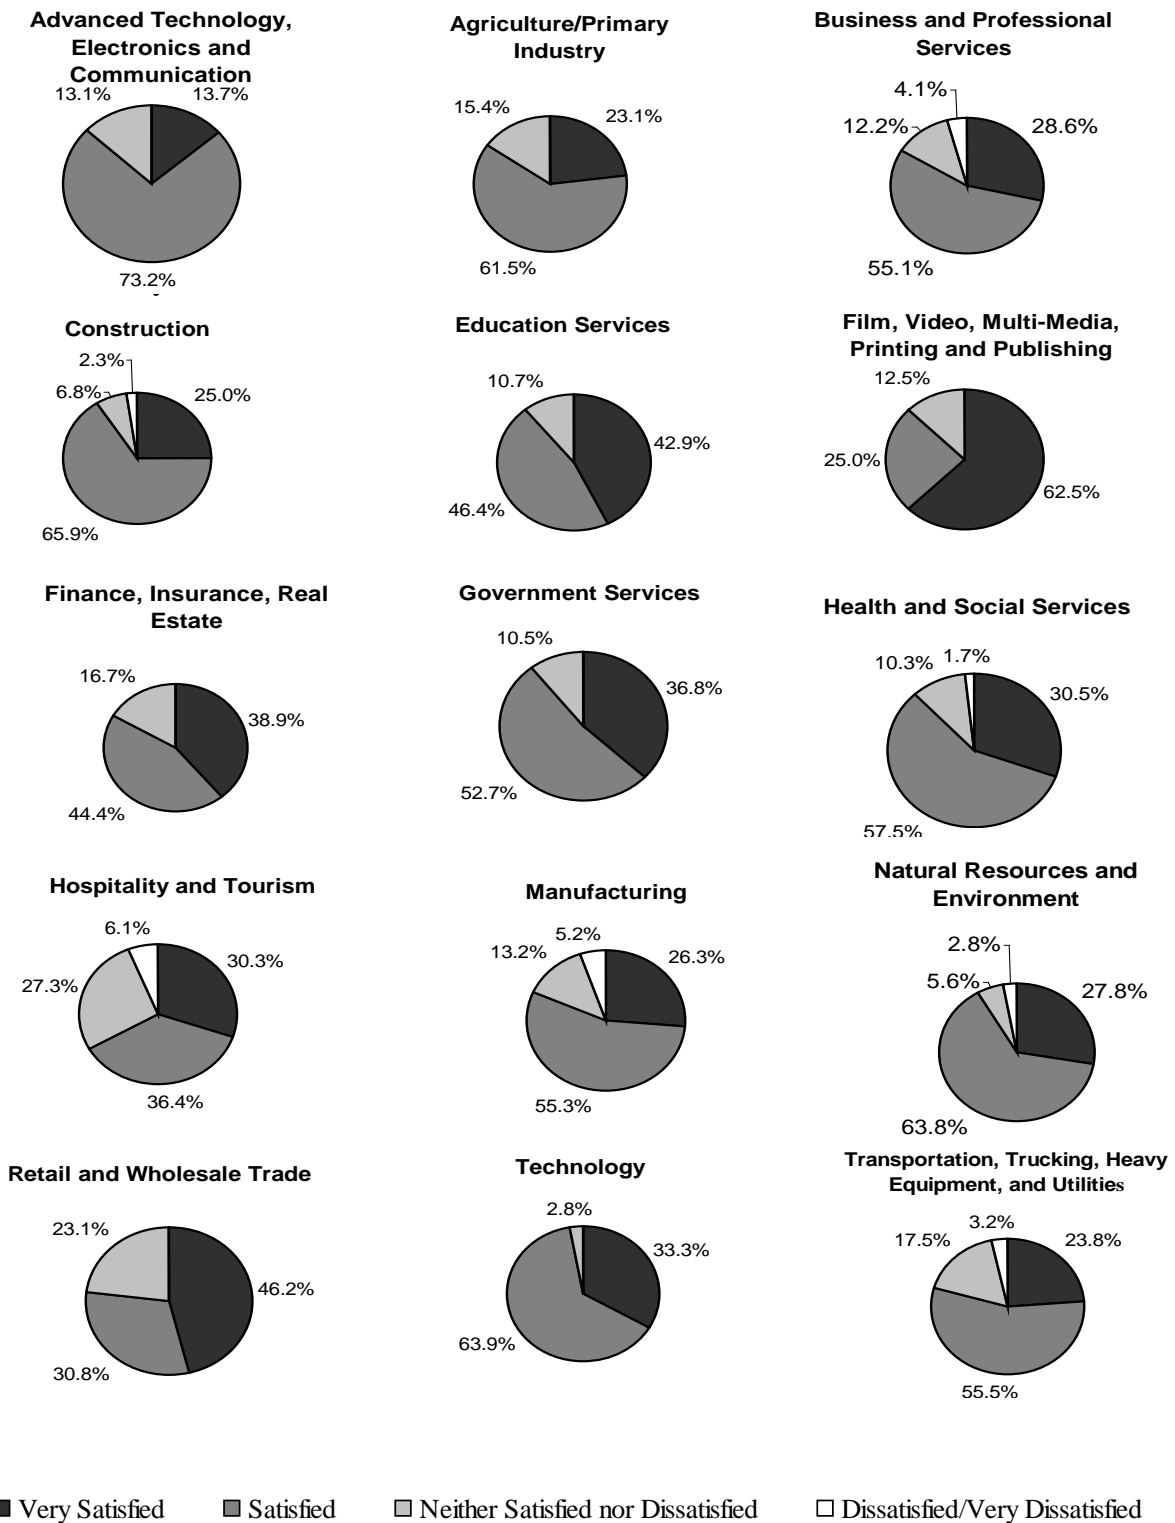 Advanced Technology,
Electronics and
Communication
13.1%
13.7%
73.2%
Agriculture/Primary
Industry
15.4%
23.1%
61.5%
Business and Professional
Services
4.1%
12.2%
28.6%
55.1%
Construction
2.3%
6.8%
25.0%
65.9%
Education Services
10.7%
42.9%
46.4%
Film, Video, Multi-Media,
Printing and Publishing
12.5%
25.0%
62.5%
Finance, Insurance, Real
Estate
16.7%
38.9%
44.4%
Government Services
10.5%
36.8%
52.7%
Health and Social Services
10.3%
1.7%
30.5%
57.5%
Hospitality and Tourism
6.1%
30.3%
27.3%
36.4%
Manufacturing
5.2%
13.2%
26.3%
55.3%
Natural Resources and
Environment
2.8%
5.6%
27.8%
63.8%
Retail and Wholesale Trade
23.1%
46.2%
30.8%
Technology
2.8%
33.3%
63.9%
Transportation, Trucking, Heavy
Equipment, and Utilities
3.2%
17.5%
23.8%
55.5%
Very Satisfied
Satisfied
Neither Satisfied nor Dissatisfied
Dissatisfied/Very Dissatisfied